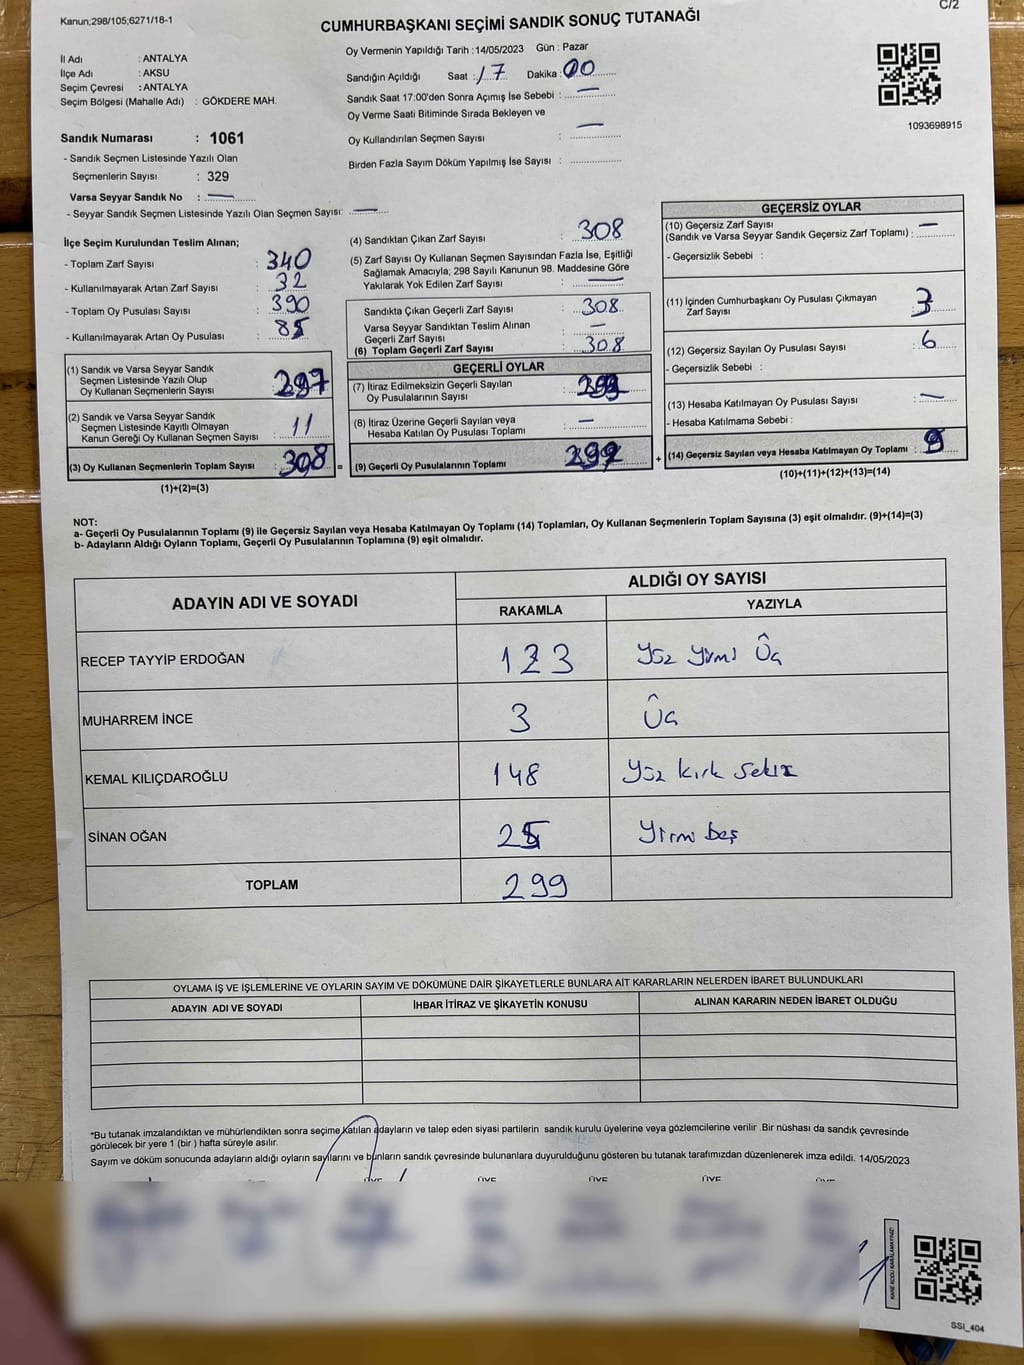 Kanun;298/105;6271/18-1
C/2
CUMHURBAŞKANI SEÇİMİ SANDIK SONUÇ TUTANAĞI
İl Adı : ANTALYA
İlçe Adı : AKSU
Seçim Çevresi : ANTALYA
Seçim Bölgesi (Mahalle Adı) : GÖKDERE MAH.
Sandık Numarası : 1061
- Sandık Seçmen Listesinde Yazılı Olan
Seçmenlerin Sayısı : 329
Varsa Seyyar Sandık No : —
- Seyyar Sandık Seçmen Listesinde Yazılı Olan Seçmen Sayısı: —
Oy Vermenin Yapıldığı Tarih : 14/05/2023 Gün : Pazar
Sandığın Açıldığı Saat : 17 Dakika : 00
Sandık Saat 17:00'den Sonra Açımış İse Sebebi : —
Oy Verme Saati Bitiminde Sırada Bekleyen ve
Oy Kullandırılan Seçmen Sayısı : —
Birden Fazla Sayım Döküm Yapılmış İse Sayısı :
1093698915
İlçe Seçim Kurulundan Teslim Alınan;
- Toplam Zarf Sayısı : 340
- Kullanılmayarak Artan Zarf Sayısı : 32
- Toplam Oy Pusulası Sayısı : 390
- Kullanılmayarak Artan Oy Pusulası :
(1) Sandık ve Varsa Seyyar Sandık
Seçmen Listesinde Yazılı Olup
Oy Kullanan Seçmenlerin Sayısı : 297
(2) Sandık ve Varsa Seyyar Sandık
Seçmen Listesinde Kayıtlı Olmayan
Kanun Gereği Oy Kullanan Seçmen Sayısı : 11
(3) Oy Kullanan Seçmenlerin Toplam Sayısı : 308 =
(1)+(2)=(3)
(4) Sandıktan Çıkan Zarf Sayısı : 308
(5) Zarf Sayısı Oy Kullanan Seçmen Sayısından Fazla İse, Eşitliği
Sağlamak Amacıyla; 298 Sayılı Kanunun 98. Maddesine Göre
Yakılarak Yok Edilen Zarf Sayısı : —
Sandıkta Çıkan Geçerli Zarf Sayısı : 308
Varsa Seyyar Sandıktan Teslim Alınan
Geçerli Zarf Sayısı : —
(6) Toplam Geçerli Zarf Sayısı : 308
GEÇERLİ OYLAR
(7) İtiraz Edilmeksizin Geçerli Sayılan
Oy Pusulalarının Sayısı : 299
(8) İtiraz Üzerine Geçerli Sayılan veya
Hesaba Katılan Oy Pusulası Toplamı : —
(9) Geçerli Oy Pusulalarının Toplamı : 299 +
GEÇERSİZ OYLAR
(10) Geçersiz Zarf Sayısı
(Sandık ve Varsa Seyyar Sandık Geçersiz Zarf Toplamı) : —
- Geçersizlik Sebebi :
(11) İçinden Cumhurbaşkanı Oy Pusulası Çıkmayan
Zarf Sayısı : 3
(12) Geçersiz Sayılan Oy Pusulası Sayısı : 6
- Geçersizlik Sebebi :
(13) Hesaba Katılmayan Oy Pusulası Sayısı : —
- Hesaba Katılmama Sebebi :
(14) Geçersiz Sayılan veya Hesaba Katılmayan Oy Toplamı : 9
(10)+(11)+(12)+(13)=(14)
NOT:
a- Geçerli Oy Pusulalarının Toplamı (9) ile Geçersiz Sayılan veya Hesaba Katılmayan Oy Toplamı (14) Toplamları, Oy Kullanan Seçmenlerin Toplam Sayısına (3) eşit olmalıdır. (9)+(14)=(3)
b- Adayların Aldığı Oyların Toplamı, Geçerli Oy Pusulalarının Toplamına (9) eşit olmalıdır.
ADAYIN ADI VE SOYADI
ALDIĞI OY SAYISI
RAKAMLA YAZIYLA
RECEP TAYYİP ERDOĞAN 123 Yüz Yirmi Üç
MUHARREM İNCE 3 Üç
KEMAL KILIÇDAROĞLU 148 Yüz kırk sekiz
SİNAN OĞAN 25 Yirmi beş
TOPLAM 299
OYLAMA İŞ VE İŞLEMLERİNE VE OYLARIN SAYIM VE DÖKÜMÜNE DAİR ŞİKAYETLERLE BUNLARA AİT KARARLARIN NELERDEN İBARET BULUNDUKLARI
ADAYIN ADI VE SOYADI İHBAR İTİRAZ VE ŞİKAYETİN KONUSU ALINAN KARARIN NEDEN İBARET OLDUĞU
*Bu tutanak imzalandıktan ve mühürlendikten sonra seçime katılan adayların ve talep eden siyasi partilerin sandık kurulu üyelerine veya gözlemcilerine verilir .Bir nüshası da sandık çevresinde
görülecek bir yere 1 (bir ) hafta süreyle asılır.
Sayım ve döküm sonucunda adayların aldığı oyların sayılarını ve bunların sandık çevresinde bulunanlara duyurulduğunu gösteren bu tutanak tarafımızdan düzenlenerek imza edildi. 14/05/2023
ÜYE ÜYE ÜYE ÜYE ÜYE
KARE KODU KARALAMAYINIZ!
SSI_404